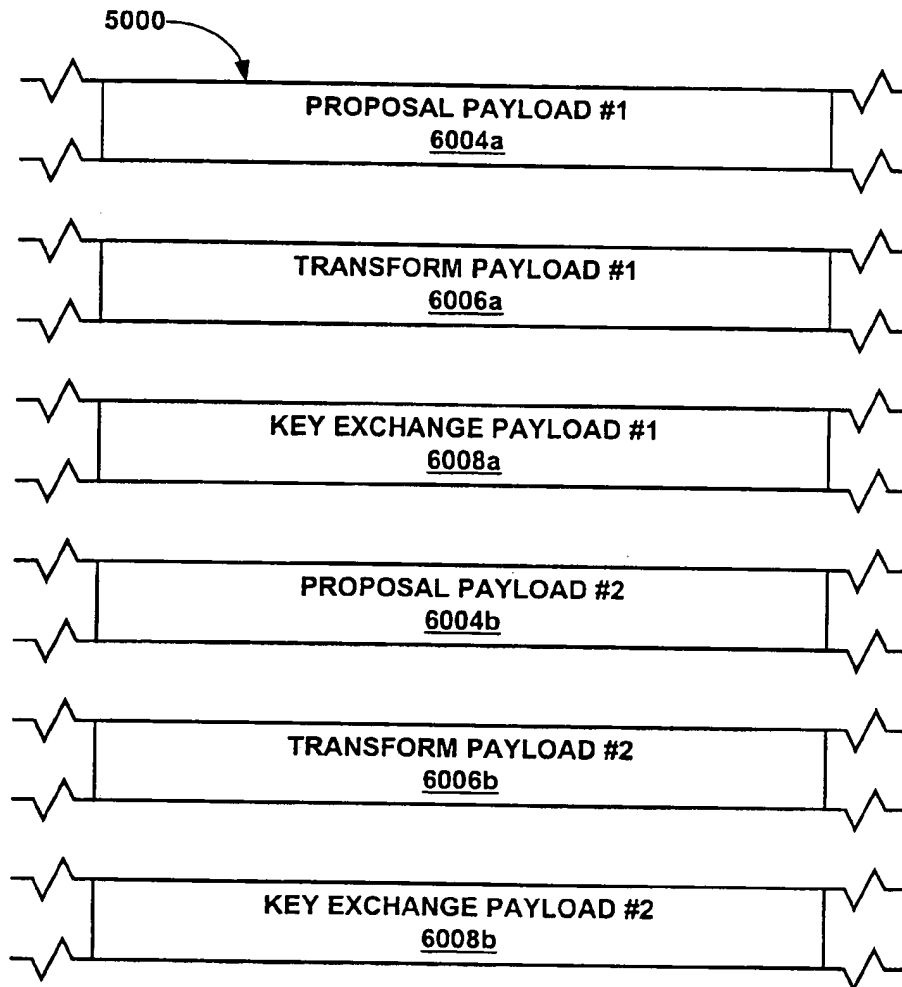 5000
PROPOSAL PAYLOAD #1
6004a
TRANSFORM PAYLOAD #1
6006a
KEY EXCHANGE PAYLOAD #1
6008a
PROPOSAL PAYLOAD #2
6004b
TRANSFORM PAYLOAD #2
6006b
KEY EXCHANGE PAYLOAD #2
6008b